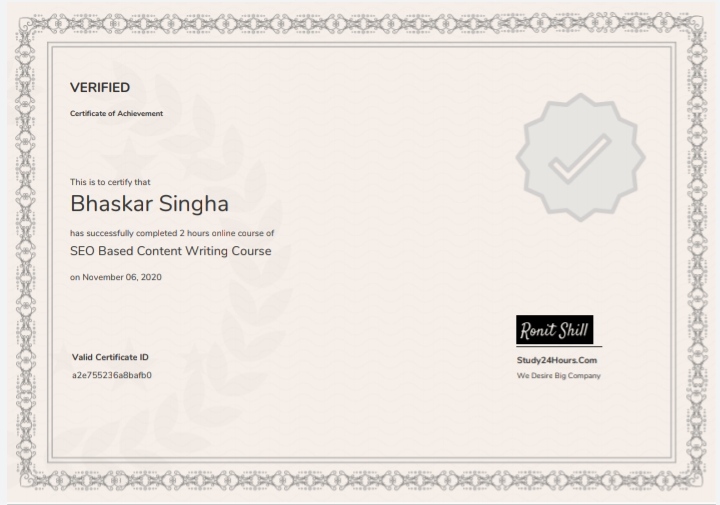 VERIFIED
Certificate of Achievement
This is to certify that
Bhaskar Singha
has successfully completed 2 hours online course of
SEO Based Content Writing Course
on November 06, 2020
Ronit Shill
Valid Certificate ID
Study24Hours.Com
a2e755236a8bafb0
We Desire Big Company